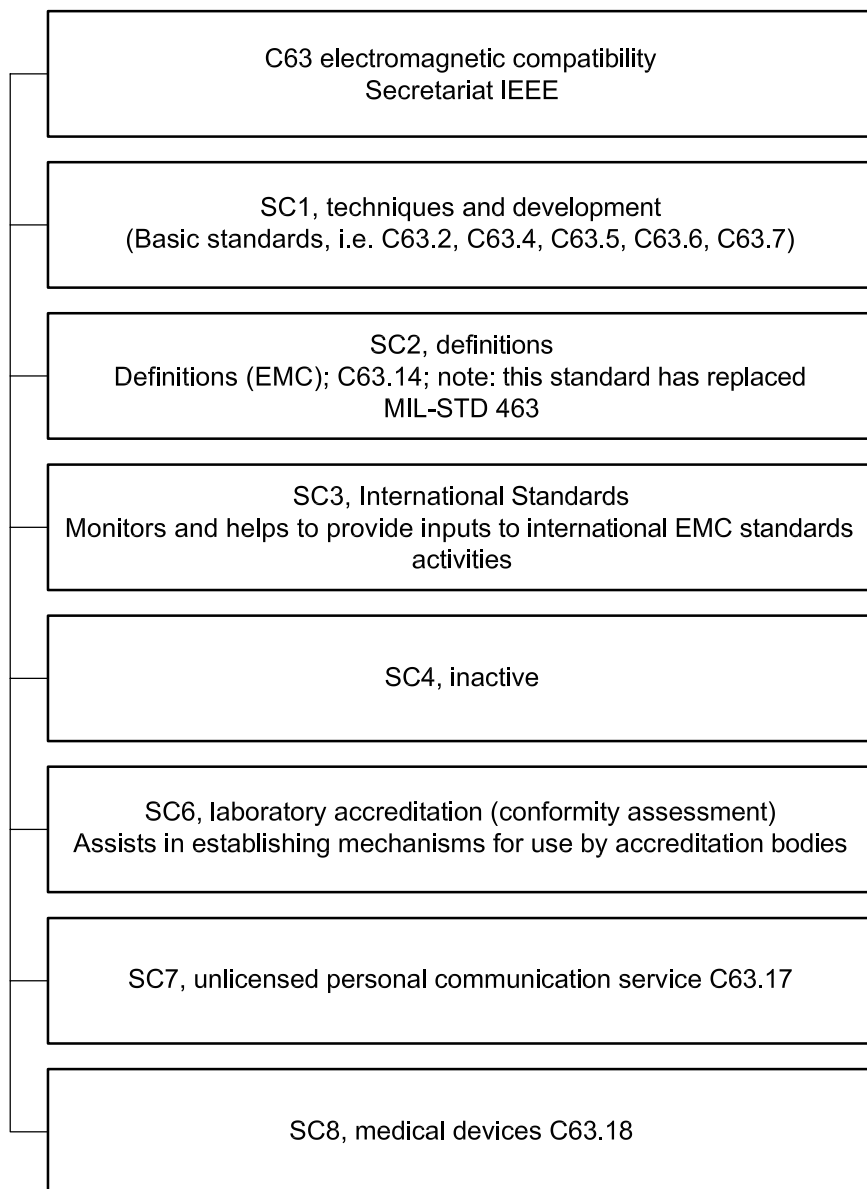 C63 electromagnetic compatibility
Secretariat IEEE
SC1, techniques and development
(Basic standards, i.e. C63.2, C63.4, C63.5, C63.6, C63.7)
SC2, definitions
Definitions (EMC); C63.14; note: this standard has replaced
MIL-STD 463
SC3, International Standards
Monitors and helps to provide inputs to international EMC standards
activities
SC4, inactive
SC6, laboratory accreditation (conformity assessment)
Assists in establishing mechanisms for use by accreditation bodies
SC7, unlicensed personal communication service C63.17
SC8, medical devices C63.18